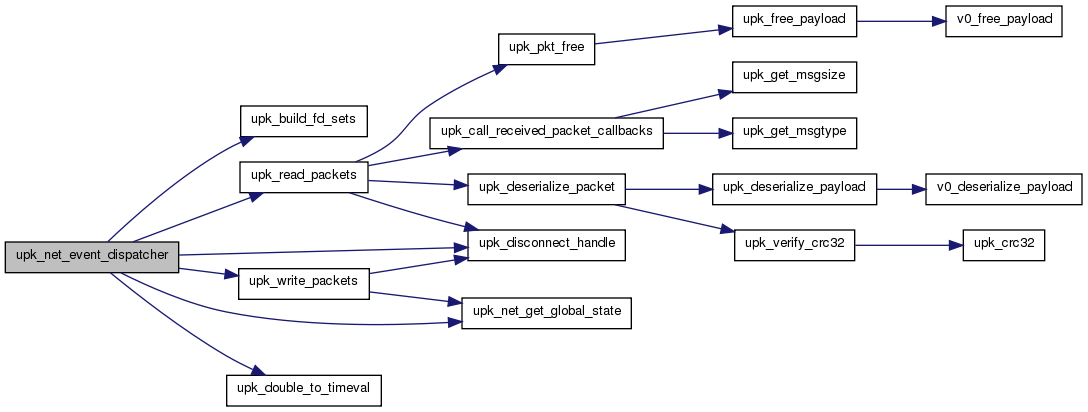 upk_net_event_dispatcher
upk_build_fd_sets
upk_read_packets
upk_write_packets
upk_double_to_timeval
upk_pkt_free
upk_call_received_packet_callbacks
upk_deserialize_packet
upk_disconnect_handle
upk_net_get_global_state
upk_free_payload
upk_get_msgsize
upk_get_msgtype
upk_deserialize_payload
upk_verify_crc32
v0_free_payload
v0_deserialize_payload
upk_crc32